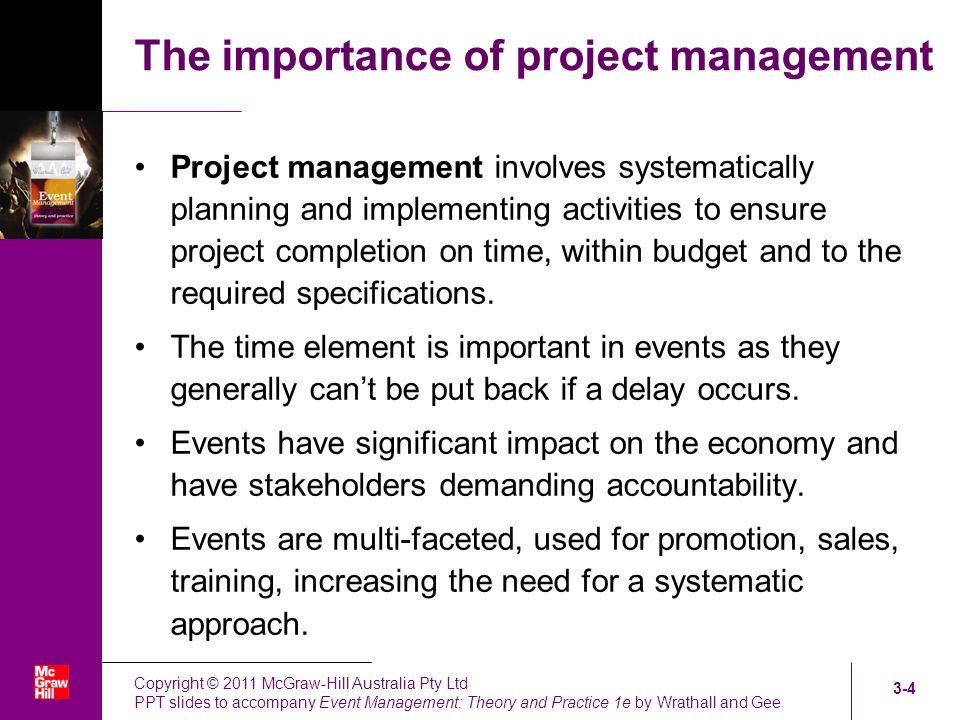 The importance of project management
Wrathall Gee
Event
Management
theory and practice
• Project management involves systematically
planning and implementing activities to ensure
project completion on time, within budget and to the
required specifications.
• The time element is important in events as they
generally can’t be put back if a delay occurs.
• Events have significant impact on the economy and
have stakeholders demanding accountability.
• Events are multi-faceted, used for promotion, sales,
training, increasing the need for a systematic
approach.
Mc
Graw
Hill
Copyright © 2011 McGraw-Hill Australia Pty Ltd
PPT slides to accompany Event Management: Theory and Practice 1e by Wrathall and Gee
3-4